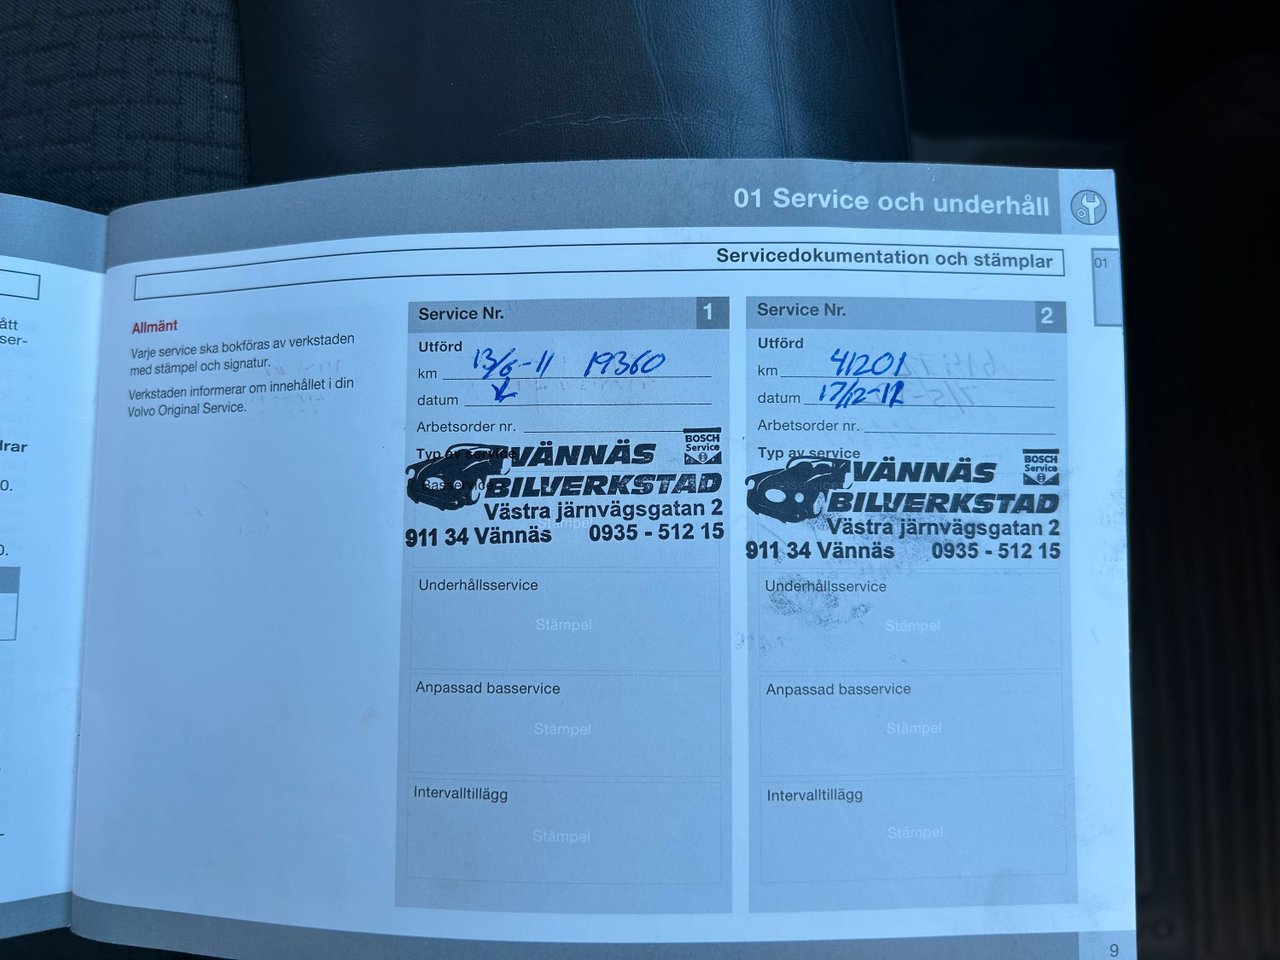 01 Service och underhåll
Servicedokumentation och stämplar
01
Allmänt
Varje service ska bokföras av verkstaden
med stämpel och signatur.
Verkstaden informerar om innehållet i din
Volvo Original Service.
Service Nr. 1
Utförd
km 13/6-11 19360
datum
Arbetsorder nr.
Typ av service
Basservice
BOSCH
Service
VÄNNÄS
BILVERKSTAD
Stämpel
Västra järnvägsgatan 2
911 34 Vännäs 0935 - 512 15
Underhållsservice
Stämpel
Anpassad basservice
Stämpel
Intervalltillägg
Stämpel
Service Nr. 2
Utförd
km 41201
datum 17/12-12
Arbetsorder nr.
Typ av service
BOSCH
Service
VÄNNÄS
BILVERKSTAD
Västra järnvägsgatan 2
911 34 Vännäs 0935 - 512 15
Underhållsservice
Stämpel
Anpassad basservice
Stämpel
Intervalltillägg
Stämpel
9